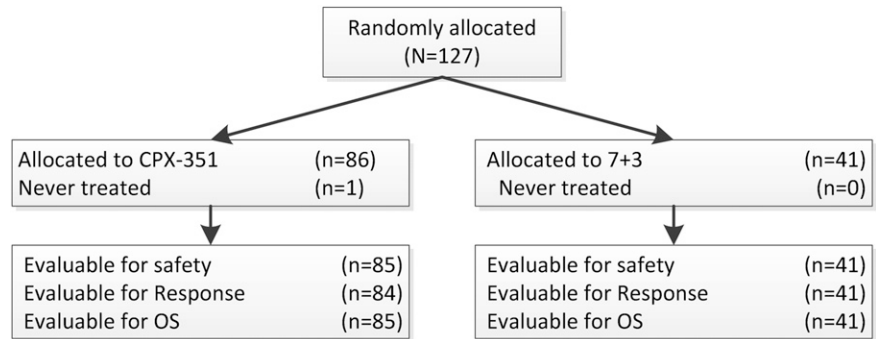 Randomly allocated
(N=127)
Allocated to CPX-351 (n=86)
Never treated (n=1)
Allocated to 7+3 (n=41)
Never treated (n=0)
Evaluable for safety (n=85)
Evaluable for Response (n=84)
Evaluable for OS (n=85)
Evaluable for safety (n=41)
Evaluable for Response (n=41)
Evaluable for OS (n=41)